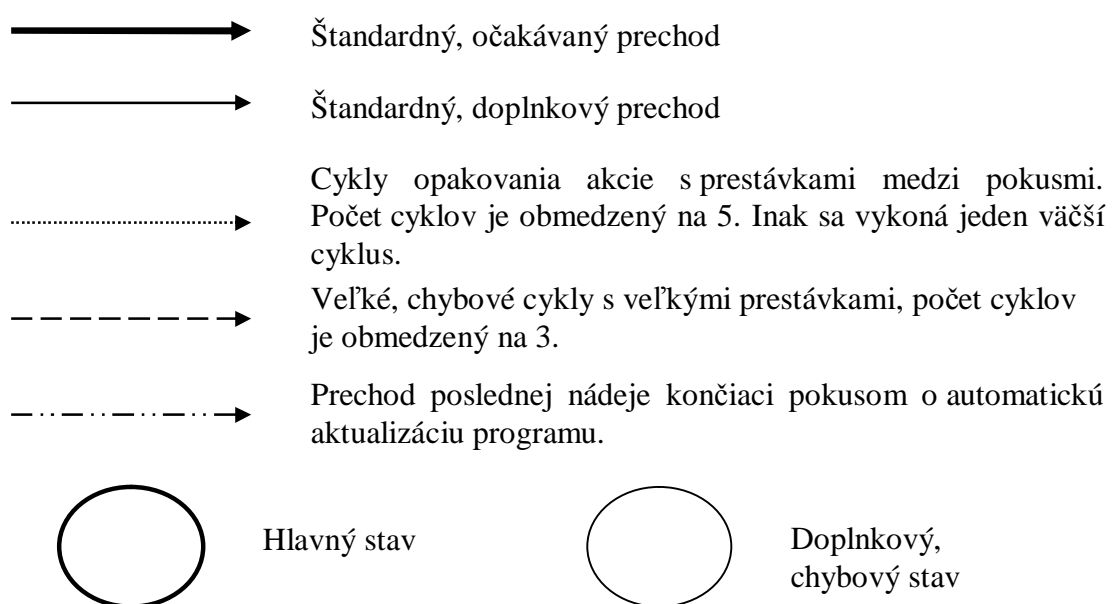 Štandardný, očakávaný prechod
Štandardný, doplnkový prechod
Cykly opakovania akcie s prestávkami medzi pokusmi.
Počet cyklov je obmedzený na 5. Inak sa vykoná jeden väčší
cyklus.
Veľké, chybové cykly s veľkými prestávkami, počet cyklov
je obmedzený na 3.
Prechod poslednej nádeje končiaci pokusom o automatickú
aktualizáciu programu.
Hlavný stav
Doplnkový,
chybový stav